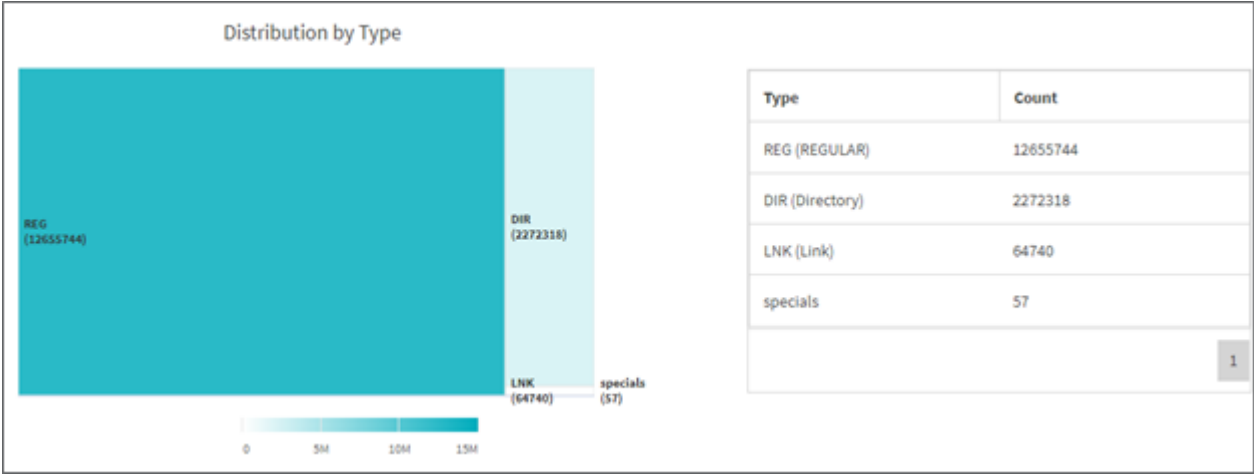 Distribution by Type
REG
(12655744)
DIR
(2272318)
LNK
(64740)
specials
(57)
0 5M 10M 15M
Type Count
REG (REGULAR) 12655744
DIR (Directory) 2272318
LNK (Link) 64740
specials 57
1